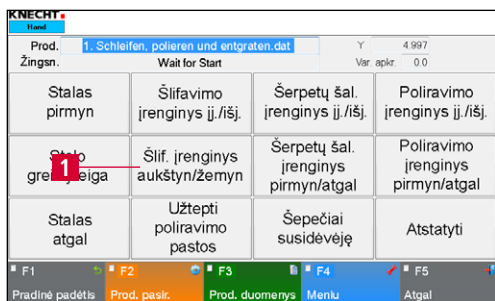 KNECHT
Hand
Prod. 1. Schleifen, polieren und entgraten.dat Y 4.997
Žingsn. Wait for Start Var. apkr. 0.0
Stalas
pirmyn
Šlifavimo
įrenginys įj./išj.
Šerpetų šal.
įrenginys įj./išj.
Poliravimo
įrenginys įj./išj.
1
Šlif. įrenginys
aukštyn/žemyn
Šerpetų šal.
įrenginys
pirmyn/atgal
Poliravimo
įrenginys
pirmyn/atgal
Stalas
atgal
Užtepti
poliravimo
pastos
Šepečiai
susidėvėję
Atstatyti
F1 F2 F3 F4 F5
Pradinė padėtis Prod. pasir. Prod. duomenys Meniu Atgal